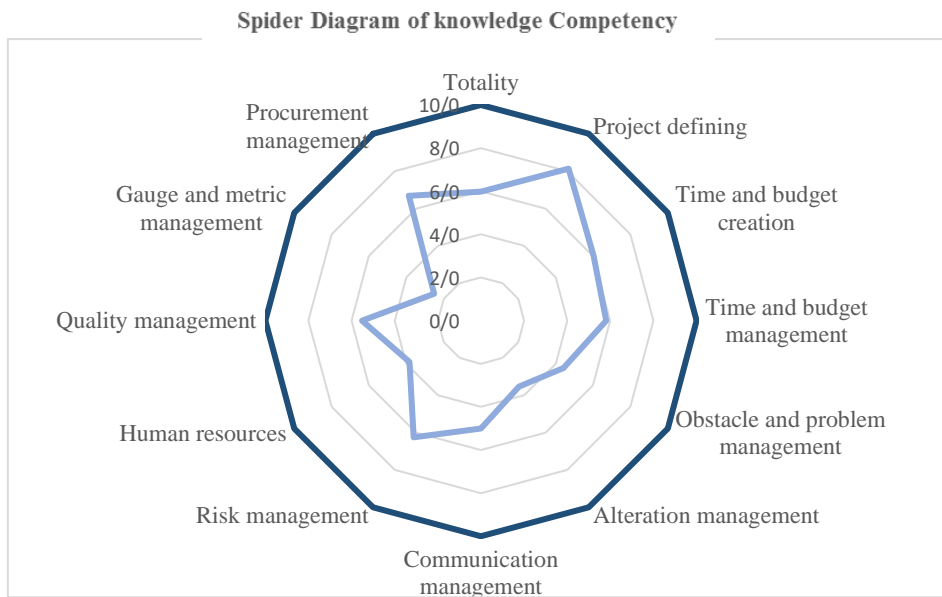 Spider Diagram of knowledge Competency
Totality
10/0
8/0
6/0
4/0
2/0
0/0
Project defining
Time and budget
creation
Time and budget
management
Obstacle and problem
management
Alteration management
Communication
management
Risk management
Human resources
Quality management
Gauge and metric
management
Procurement
management